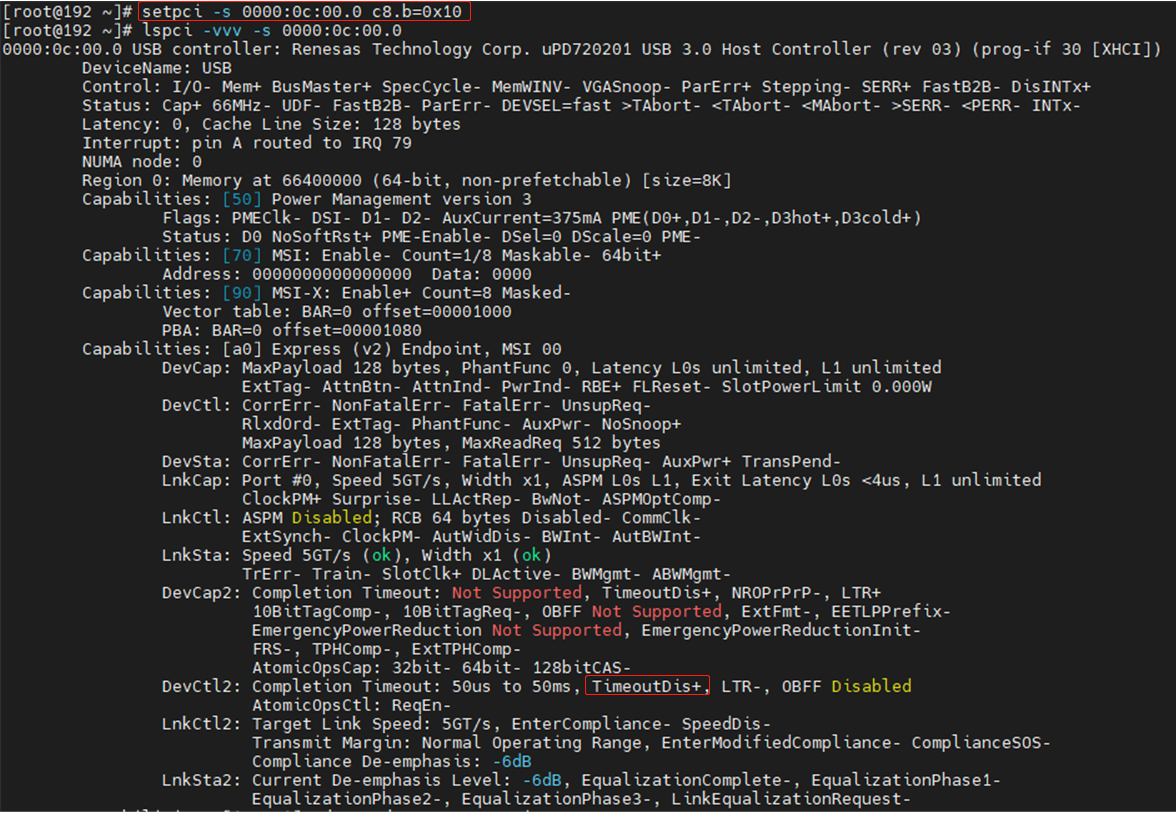 [root@192 ~]# setpci -s 0000:0c:00.0 c8.b=0x10
[root@192 ~]# lspci -vvv -s 0000:0c:00.0
0000:0c:00.0 USB controller: Renesas Technology Corp. uPD720201 USB 3.0 Host Controller (rev 03) (prog-if 30 [XHCI])
DeviceName: USB
Control: I/O- Mem+ BusMaster+ SpecCycle- MemWINV- VGASnoop- ParErr+ Stepping- SERR+ FastB2B- DisINTx+
Status: Cap+ 66MHz- UDF- FastB2B- ParErr- DEVSEL=fast >TAbort- <TAbort- <MAbort- >SERR- <PERR- INTx-
Latency: 0, Cache Line Size: 128 bytes
Interrupt: pin A routed to IRQ 79
NUMA node: 0
Region 0: Memory at 66400000 (64-bit, non-prefetchable) [size=8K]
Capabilities: [50] Power Management version 3
Flags: PMEClk- DSI- D1- D2- AuxCurrent=375mA PME(D0+,D1-,D2-,D3hot+,D3cold+)
Status: D0 NoSoftRst+ PME-Enable- DSel=0 DScale=0 PME-
Capabilities: [70] MSI: Enable- Count=1/8 Maskable- 64bit+
Address: 0000000000000000  Data: 0000
Capabilities: [90] MSI-X: Enable+ Count=8 Masked-
Vector table: BAR=0 offset=00001000
PBA: BAR=0 offset=00001080
Capabilities: [a0] Express (v2) Endpoint, MSI 00
DevCap: MaxPayload 128 bytes, PhantFunc 0, Latency L0s unlimited, L1 unlimited
ExtTag- AttnBtn- AttnInd- PwrInd- RBE+ FLReset- SlotPowerLimit 0.000W
DevCtl: CorrErr- NonFatalErr- FatalErr- UnsupReq-
RlxdOrd- ExtTag- PhantFunc- AuxPwr- NoSnoop+
MaxPayload 128 bytes, MaxReadReq 512 bytes
DevSta: CorrErr- NonFatalErr- FatalErr- UnsupReq- AuxPwr+ TransPend-
LnkCap: Port #0, Speed 5GT/s, Width x1, ASPM L0s L1, Exit Latency L0s <4us, L1 unlimited
ClockPM+ Surprise- LLActRep- BwNot- ASPMOptComp-
LnkCtl: ASPM Disabled; RCB 64 bytes Disabled- CommClk-
ExtSynch- ClockPM- AutWidDis- BWInt- AutBWInt-
LnkSta: Speed 5GT/s (ok), Width x1 (ok)
TrErr- Train- SlotClk+ DLActive- BWMgmt- ABWMgmt-
DevCap2: Completion Timeout: Not Supported, TimeoutDis+, NROPrPrP-, LTR+
10BitTagComp-, 10BitTagReq-, OBFF Not Supported, ExtFmt-, EETLPPrefix-
EmergencyPowerReduction Not Supported, EmergencyPowerReductionInit-
FRS-, TPHComp-, ExtTPHComp-
AtomicOpsCap: 32bit- 64bit- 128bitCAS-
DevCtl2: Completion Timeout: 50us to 50ms, TimeoutDis+, LTR-, OBFF Disabled
AtomicOpsCtl: ReqEn-
LnkCtl2: Target Link Speed: 5GT/s, EnterCompliance- SpeedDis-
Transmit Margin: Normal Operating Range, EnterModifiedCompliance- ComplianceSOS-
Compliance De-emphasis: -6dB
LnkSta2: Current De-emphasis Level: -6dB, EqualizationComplete-, EqualizationPhase1-
EqualizationPhase2-, EqualizationPhase3-, LinkEqualizationRequest-